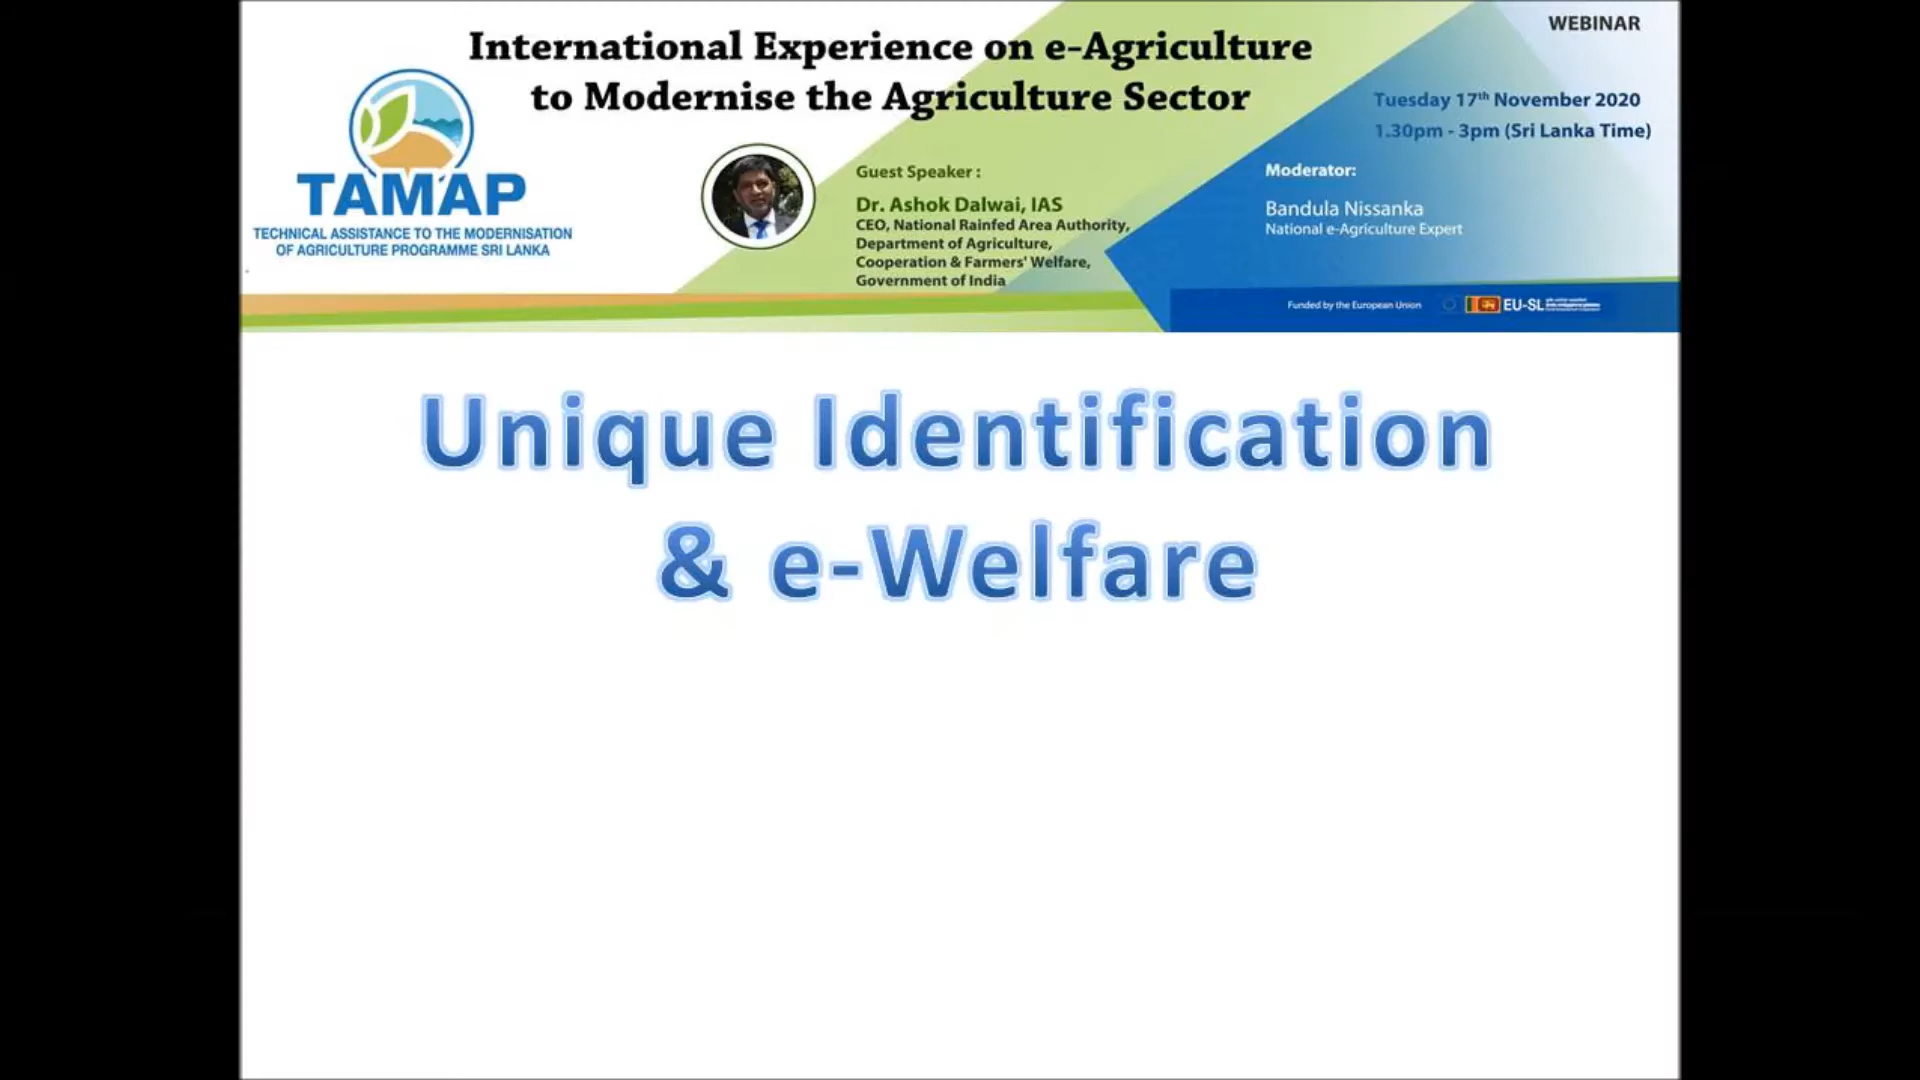 WEBINAR
International Experience on e-Agriculture
to Modernise the Agriculture Sector
Tuesday 17th November 2020
1.30pm - 3pm (Sri Lanka Time)
TAMAP
TECHNICAL ASSISTANCE TO THE MODERNISATION
OF AGRICULTURE PROGRAMME SRI LANKA
Guest Speaker :
Dr. Ashok Dalwai, IAS
CEO, National Rainfed Area Authority,
Department of Agriculture,
Cooperation & Farmers' Welfare,
Government of India
Moderator:
Bandula Nissanka
National e-Agriculture Expert
Funded by the European Union
EU-SL
Unique Identification
& e-Welfare